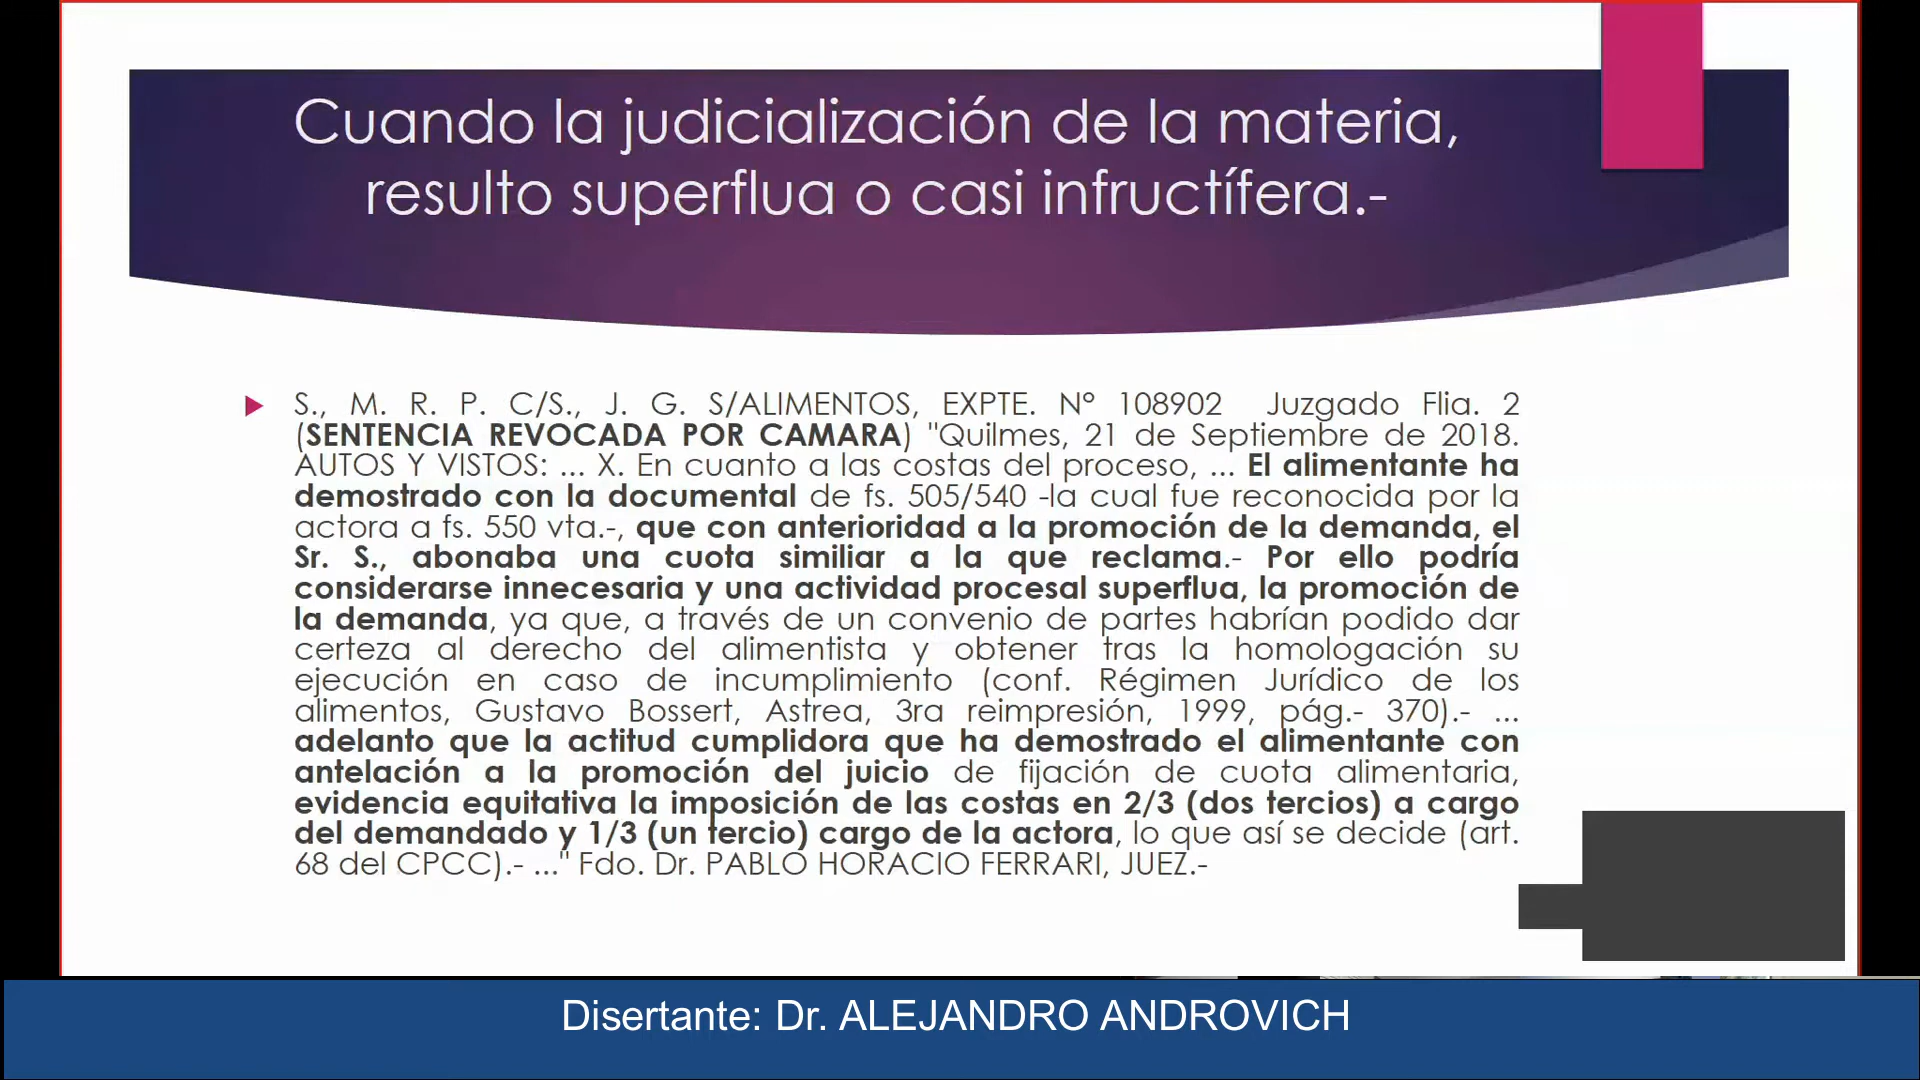 Cuando la judicialización de la materia,
resulto superflua o casi infructífera.-
S., M. R. P. C/S., J. G. S/ALIMENTOS, EXPTE. N° 108902 Juzgado Flia. 2
(SENTENCIA REVOCADA POR CAMARA) "Quilmes, 21 de Septiembre de 2018.
AUTOS Y VISTOS: ... X. En cuanto a las costas del proceso, ... El alimentante ha
demostrado con la documental de fs. 505/540 -la cual fue reconocida por la
actora a fs. 550 vta.-, que con anterioridad a la promoción de la demanda, el
Sr. S., abonaba una cuota similiar a la que reclama.- Por ello podría
considerarse innecesaria y una actividad procesal superflua, la promoción de
la demanda, ya que, a través de un convenio de partes habrían podido dar
certeza al derecho del alimentista y obtener tras la homologación su
ejecución en caso de incumplimiento (conf. Régimen Jurídico de los
alimentos, Gustavo Bossert, Astrea, 3ra reimpresión, 1999, pág.- 370).- ...
adelanto que la actitud cumplidora que ha demostrado el alimentante con
antelación a la promoción del juicio de fijación de cuota alimentaria,
evidencia equitativa la imposición de las costas en 2/3 (dos tercios) a cargo
del demandado y 1/3 (un tercio) cargo de la actora, lo que así se decide (art.
68 del CPCC).- ..." Fdo. Dr. PABLO HORACIO FERRARI, JUEZ.-
Disertante: Dr. ALEJANDRO ANDROVICH